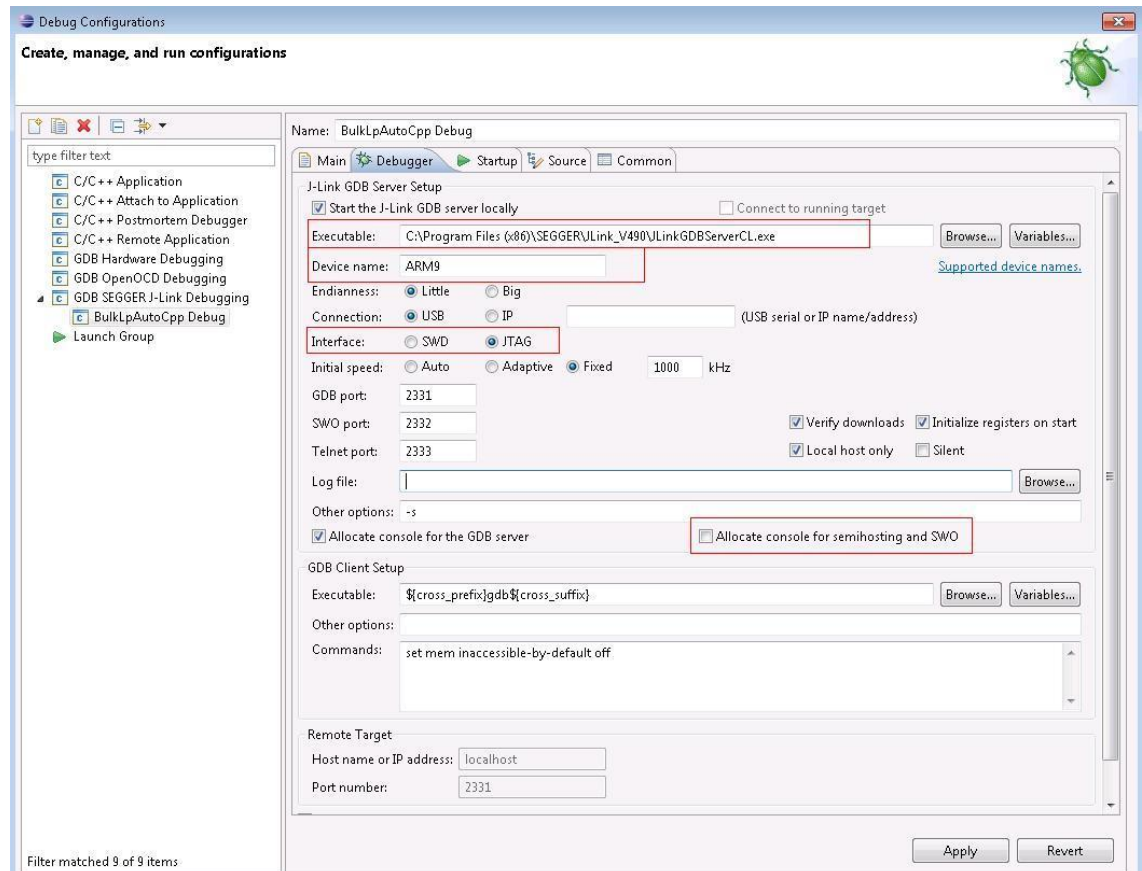 Debug Configurations
Create, manage, and run configurations
type filter text
C/C++ Application
C/C++ Attach to Application
C/C++ Postmortem Debugger
C/C++ Remote Application
GDB Hardware Debugging
GDB OpenOCD Debugging
GDB SEGGER J-Link Debugging
BulkLpAutoCpp Debug
Launch Group
Filter matched 9 of 9 items
Name: BulkLpAutoCpp Debug
Main Debugger Startup Source Common
J-Link GDB Server Setup
Start the J-Link GDB server locally Connect to running target
Executable: C:\Program Files (x86)\SEGGER\JLink_V490\JLinkGDBServerCL.exe Browse... Variables...
Device name: ARM9 Supported device names.
Endianness: Little Big
Connection: USB IP (USB serial or IP name/address)
Interface: SWD JTAG
Initial speed: Auto Adaptive Fixed 1000 kHz
GDB port: 2331
SWO port: 2332 Verify downloads Initialize registers on start
Telnet port: 2333 Local host only Silent
Log file: Browse...
Other options: -s
Allocate console for the GDB server Allocate console for semihosting and SWO
GDB Client Setup
Executable: ${cross_prefix}gdb${cross_suffix} Browse... Variables...
Other options:
Commands: set mem inaccessible-by-default off
Remote Target
Host name or IP address: localhost
Port number: 2331
Apply Revert